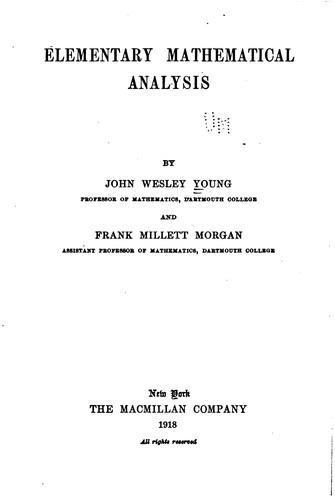 ELEMENTARY MATHEMATICAL
ANALYSIS
BY
JOHN WESLEY YOUNG
PROFESSOR OF MATHEMATICS, DARTMOUTH COLLEGE
AND
FRANK MILLETT MORGAN
ASSISTANT PROFESSOR OF MATHEMATICS, DARTMOUTH COLLEGE
New York
THE MACMILLAN COMPANY
1918
All rights reserved